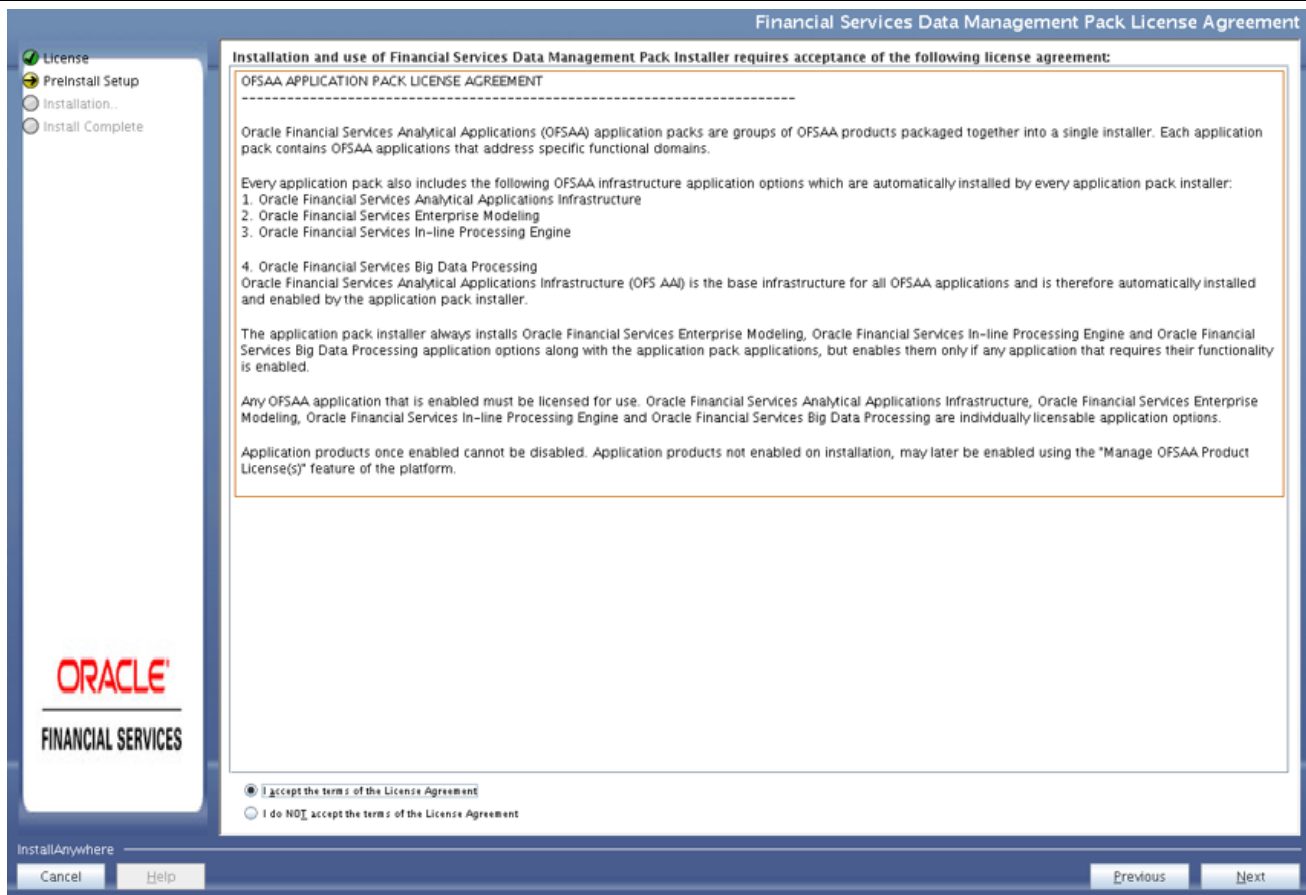 Financial Services Data Management Pack License Agreement
License
PreInstall Setup
Installation..
Install Complete
Installation and use of Financial Services Data Management Pack Installer requires acceptance of the following license agreement:
OFSAA APPLICATION PACK LICENSE AGREEMENT
------------------------------------------------------------------------
Oracle Financial Services Analytical Applications (OFSAA) application packs are groups of OFSAA products packaged together into a single installer. Each application
pack contains OFSAA applications that address specific functional domains.
Every application pack also includes the following OFSAA infrastructure application options which are automatically installed by every application pack installer:
1. Oracle Financial Services Analytical Applications Infrastructure
2. Oracle Financial Services Enterprise Modeling
3. Oracle Financial Services In-line Processing Engine
4. Oracle Financial Services Big Data Processing
Oracle Financial Services Analytical Applications Infrastructure (OFS AAI) is the base infrastructure for all OFSAA applications and is therefore automatically installed
and enabled by the application pack installer.
The application pack installer always installs Oracle Financial Services Enterprise Modeling, Oracle Financial Services In-line Processing Engine and Oracle Financial
Services Big Data Processing application options along with the application pack applications, but enables them only if any application that requires their functionality
is enabled.
Any OFSAA application that is enabled must be licensed for use. Oracle Financial Services Analytical Applications Infrastructure, Oracle Financial Services Enterprise
Modeling, Oracle Financial Services In-line Processing Engine and Oracle Financial Services Big Data Processing are individually licensable application options.
Application products once enabled cannot be disabled. Application products not enabled on installation, may later be enabled using the "Manage OFSAA Product
License(s)" feature of the platform.
ORACLE'
FINANCIAL SERVICES
I accept the terms of the License Agreement
I do NOT accept the terms of the License Agreement
InstallAnywhere
Cancel
Help
Previous
Next